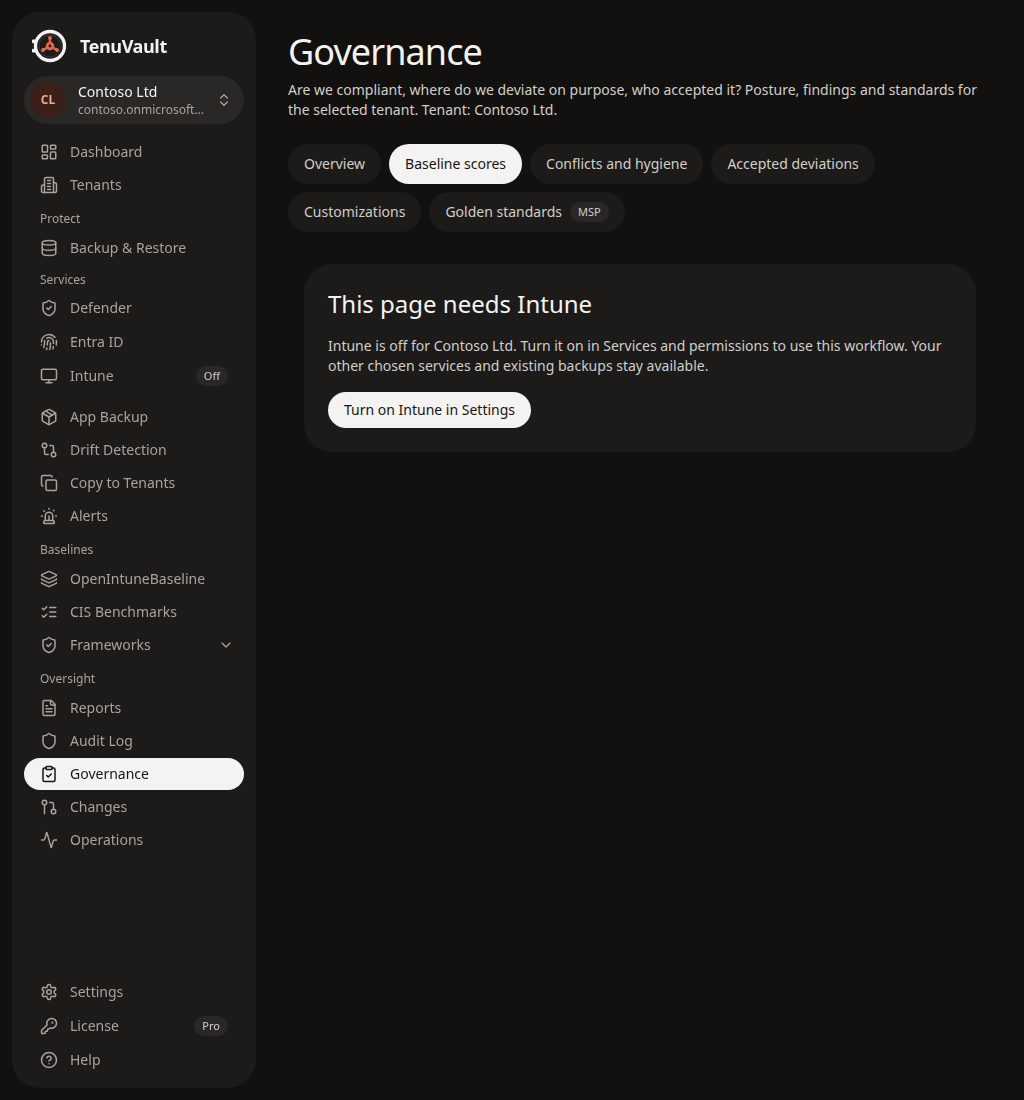 TenuVault
CL
Contoso Ltd
contoso.onmicrosoft...
Dashboard
Tenants
Protect
Backup & Restore
Services
Defender
Entra ID
Intune Off
App Backup
Drift Detection
Copy to Tenants
Alerts
Baselines
OpenIntuneBaseline
CIS Benchmarks
Frameworks
Oversight
Reports
Audit Log
Governance
Changes
Operations
Settings
License Pro
Help
Governance
Are we compliant, where do we deviate on purpose, who accepted it? Posture, findings and standards for
the selected tenant. Tenant: Contoso Ltd.
Overview Baseline scores Conflicts and hygiene Accepted deviations
Customizations Golden standards MSP
This page needs Intune
Intune is off for Contoso Ltd. Turn it on in Services and permissions to use this workflow. Your
other chosen services and existing backups stay available.
Turn on Intune in Settings